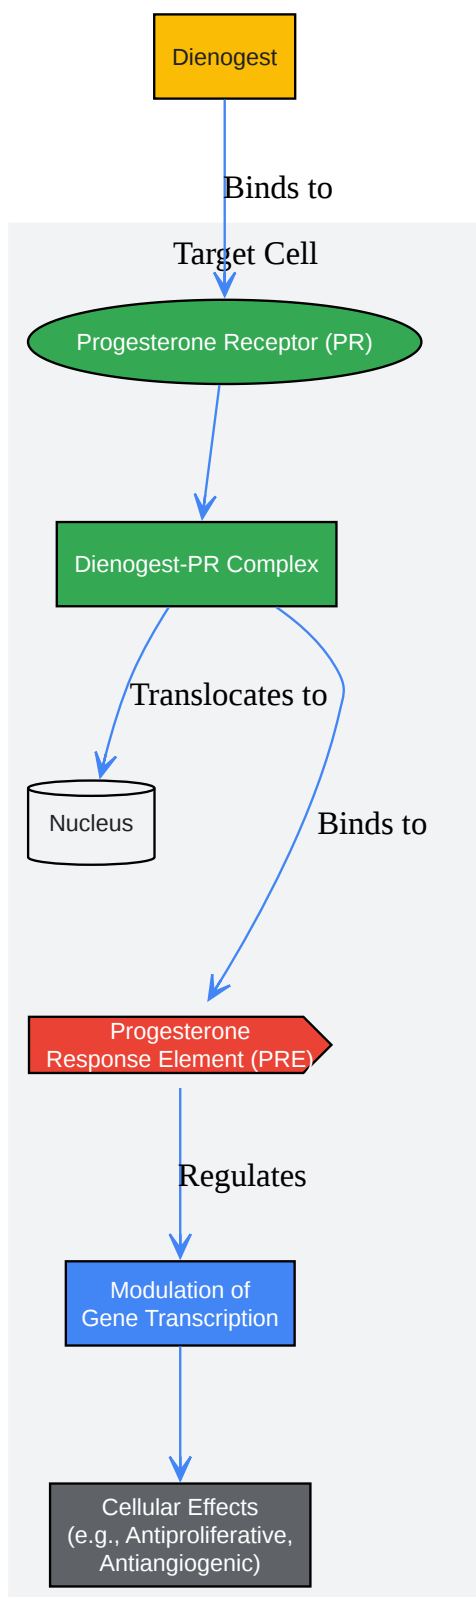 Dienogest
Binds to
Target Cell
Progesterone Receptor (PR)
Dienogest-PR Complex
Translocates to
Nucleus
Binds to
Progesterone
Response Element (PRE)
Regulates
Modulation of
Gene Transcription
Cellular Effects
(e.g., Antiproliferative,
Antiangiogenic)